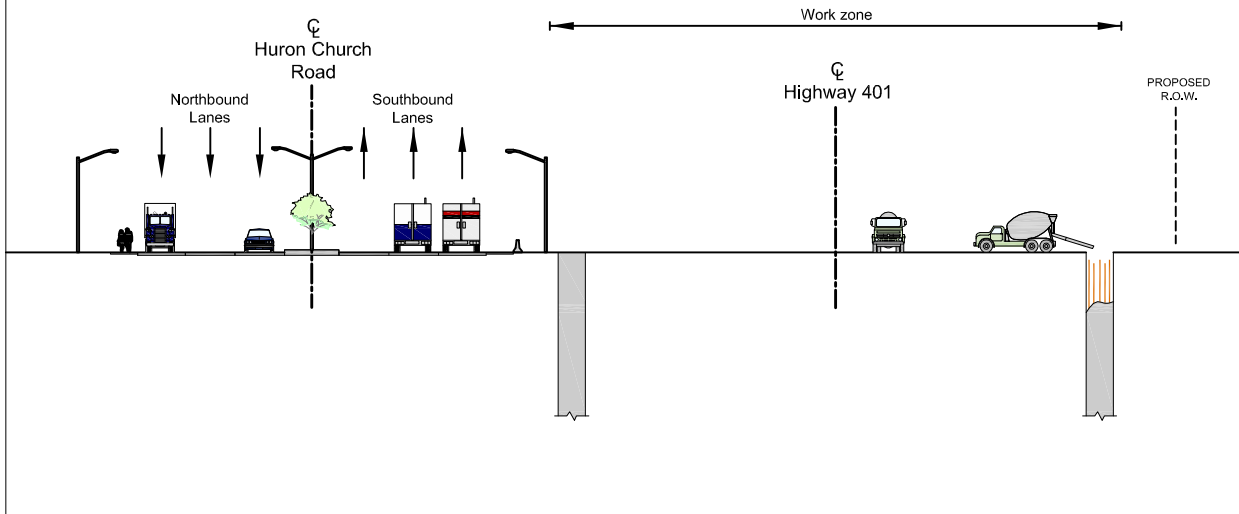 Work zone
℄
Huron Church
Road
℄
Highway 401
PROPOSED
R.O.W.
Northbound
Lanes
Southbound
Lanes